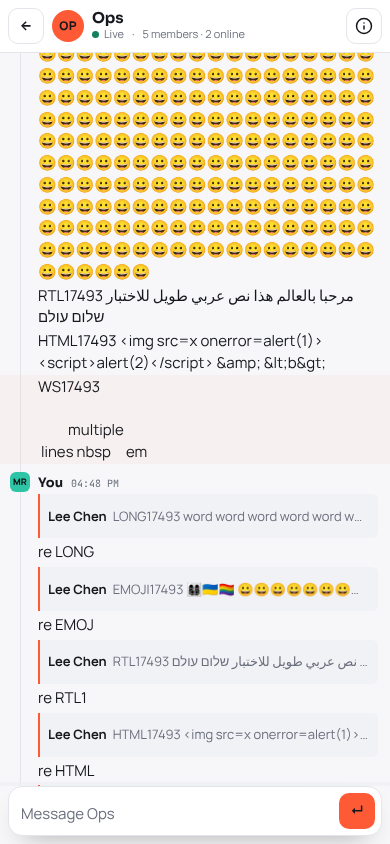 OP
Ops
Live · 5 members · 2 online
😀😀😀😀😀😀😀😀😀😀😀😀😀😀😀😀😀😀
😀😀😀😀😀😀😀😀😀😀😀😀😀😀😀😀😀😀
😀😀😀😀😀😀😀😀😀😀😀😀😀😀😀😀😀😀
😀😀😀😀😀😀😀😀😀😀😀😀😀😀😀😀😀😀
😀😀😀😀😀😀😀😀😀😀😀😀😀😀😀😀😀😀
😀😀😀😀😀😀😀😀😀😀😀😀😀😀😀😀😀😀
😀😀😀😀😀😀😀😀😀😀😀😀😀😀😀😀😀😀
😀😀😀😀😀😀😀😀😀😀😀😀😀😀😀😀😀😀
😀😀😀😀😀😀😀😀😀😀😀😀😀😀😀😀😀😀
😀😀😀😀😀😀😀😀😀😀😀😀😀😀😀😀😀😀
😀😀😀😀😀😀
RTL17493 مرحبا بالعالم هذا نص عربي طويل للاختبار
שלום עולם
HTML17493 <img src=x onerror=alert(1)>
<script>alert(2)</script> &amp; &lt;b&gt;
WS17493
multiple
lines nbsp em
MR
You 04:48 PM
Lee Chen LONG17493 word word word word word w...
re LONG
Lee Chen EMOJI17493 👨‍👩‍👧‍👦🇺🇦🏳️‍🌈 😀😀😀😀😀😀😀...
re EMOJ
Lee Chen RTL17493 نص عربي طويل للاختبار שלום עולם ...
re RTL1
Lee Chen HTML17493 <img src=x onerror=alert(1)>...
re HTML
Message Ops